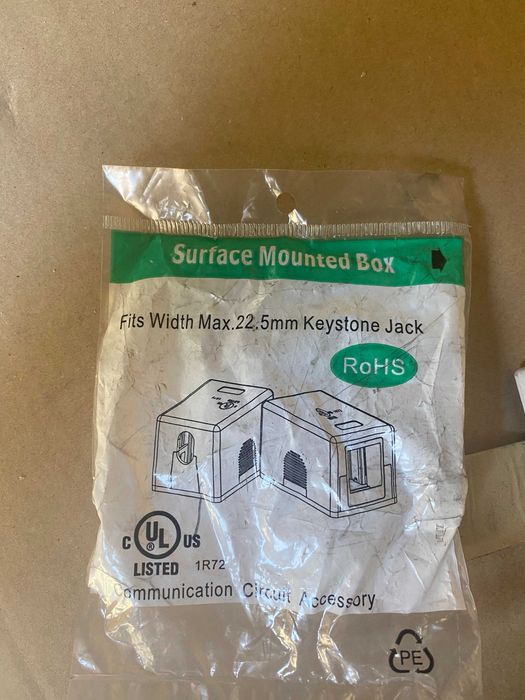 Surface Mounted Box
Fits Width Max.22.5mm Keystone Jack
RoHS
C UL ® US
LISTED 1R72
Communication Circuit Accessory
PE